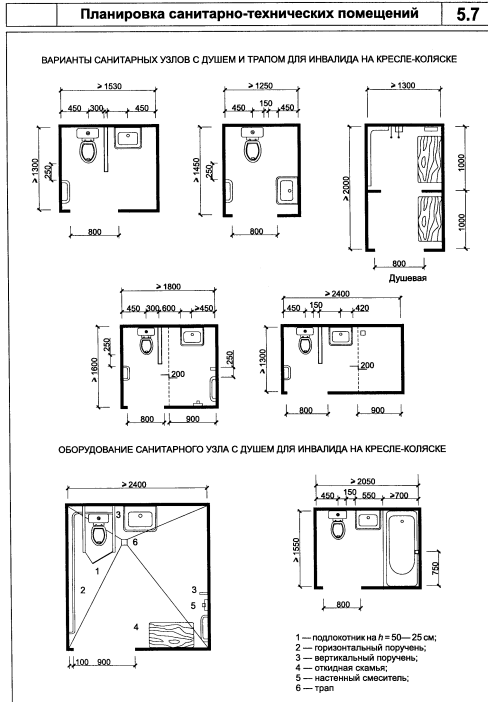 Планировка санитарно-технических помещений 5.7
ВАРИАНТЫ САНИТАРНЫХ УЗЛОВ С ДУШЕМ И ТРАПОМ ДЛЯ ИНВАЛИДА НА КРЕСЛЕ-КОЛЯСКЕ
≥ 1530
450 300 450
≥ 1300
250
800
≥ 1250
450 150 450
≥ 1450
250
800
≥ 1300
≥ 2000
1000
1000
800
Душевая
≥ 1800
450 300 600 ≥450
250
≥ 1600
200
250
800 900
≥ 2400
450 150 420
≥ 1300
200
800 900
ОБОРУДОВАНИЕ САНИТАРНОГО УЗЛА С ДУШЕМ ДЛЯ ИНВАЛИДА НА КРЕСЛЕ-КОЛЯСКЕ
≥ 2400
3
6
1
2
3
5
4
100 900
≥ 2050
450 150 550 ≥700
≥ 1550
750
800
1 — подлокотник на h = 50— 25 см;
2 — горизонтальный поручень;
3 — вертикальный поручень;
4 — откидная скамья;
5 — настенный смеситель;
6 — трап